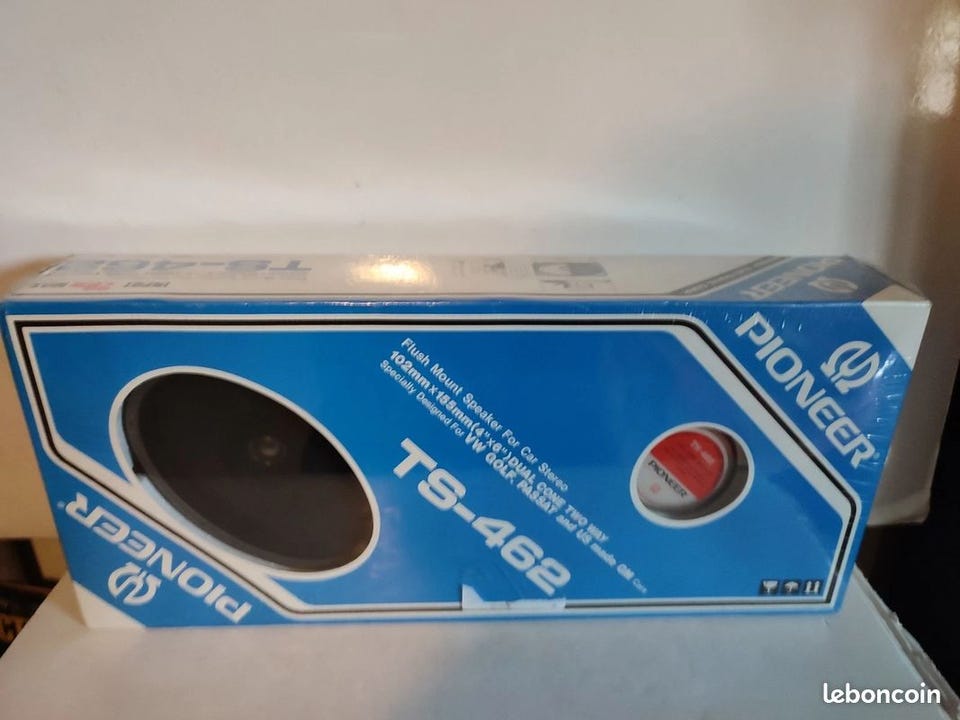 TS-462
PIONEER
PIONEER
Flush Mount Speaker For Car Stereo
102mm×155mm(4"×6") DUAL CONE TWO WAY
Specially Designed For VW GOLF, PASSAT and US made GM Cars
TS-462
PIONEER
PIONEER
leboncoin